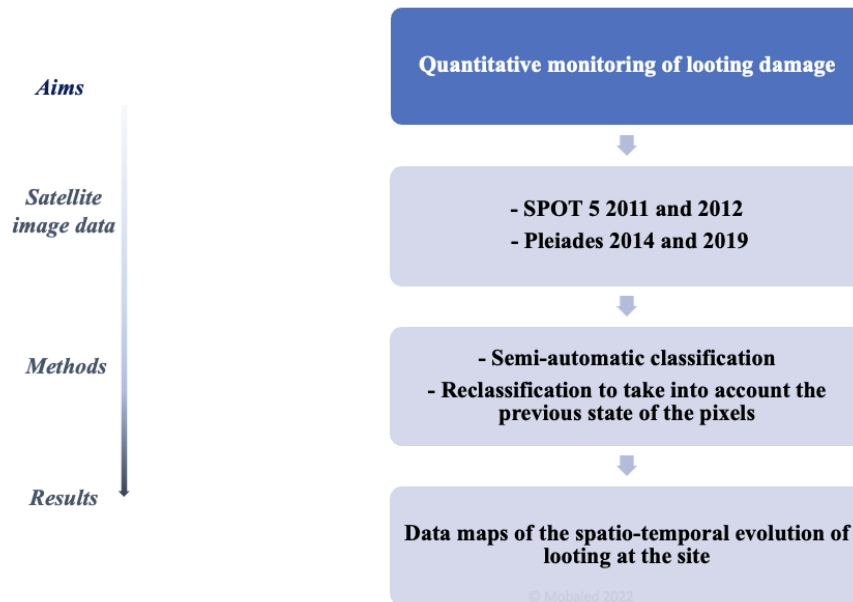 Aims
Quantitative monitoring of looting damage
Satellite
image data
- SPOT 5 2011 and 2012
- Pleiades 2014 and 2019
Methods
- Semi-automatic classification
- Reclassification to take into account the
previous state of the pixels
Results
Data maps of the spatio-temporal evolution of
looting at the site
© Mobaied 2022